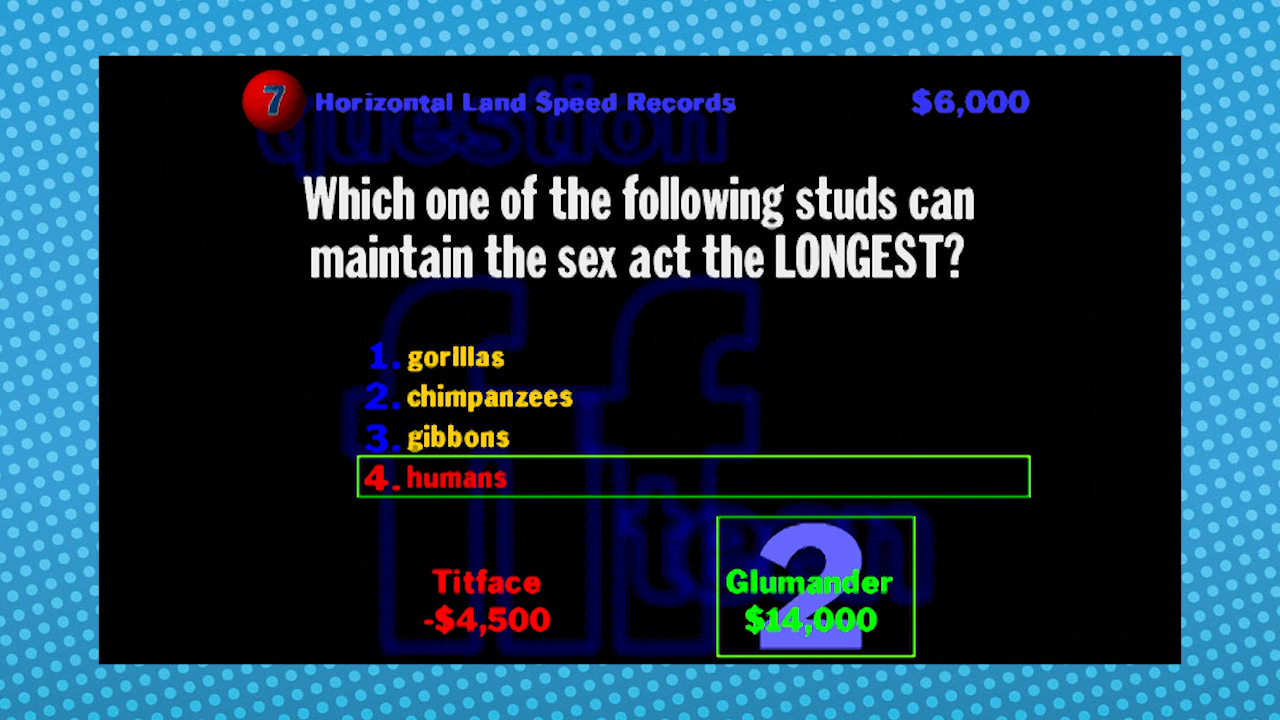 7 Horizontal Land Speed Records $6,000
question
Which one of the following studs can
maintain the sex act the LONGEST?
1. gorillas
2. chimpanzees
3. gibbons
4. humans
2
Titface Glumander
-$4,500 $14,000